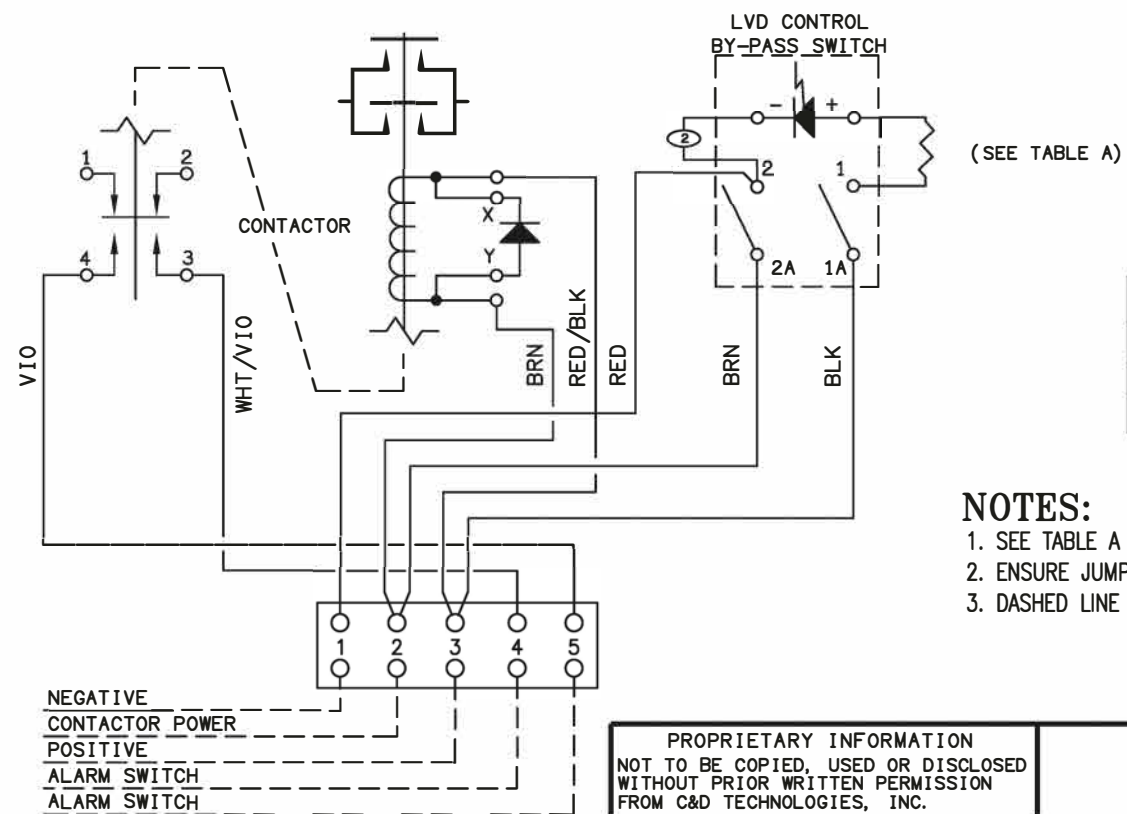 LVD CONTROL
BY-PASS SWITCH
- +
2
2
1
(SEE TABLE A)
1
2
CONTACTOR
X
Y
4
3
2A
1A
VIO
WHT/VIO
BRN
RED/BLK
RED
BRN
BLK
NOTES:
1. SEE TABLE A
2. ENSURE JUMP
3. DASHED LINE
1 2 3 4 5
NEGATIVE
CONTACTOR POWER
POSITIVE
ALARM SWITCH
ALARM SWITCH
PROPRIETARY INFORMATION
NOT TO BE COPIED, USED OR DISCLOSED
WITHOUT PRIOR WRITTEN PERMISSION
FROM C&D TECHNOLOGIES, INC.